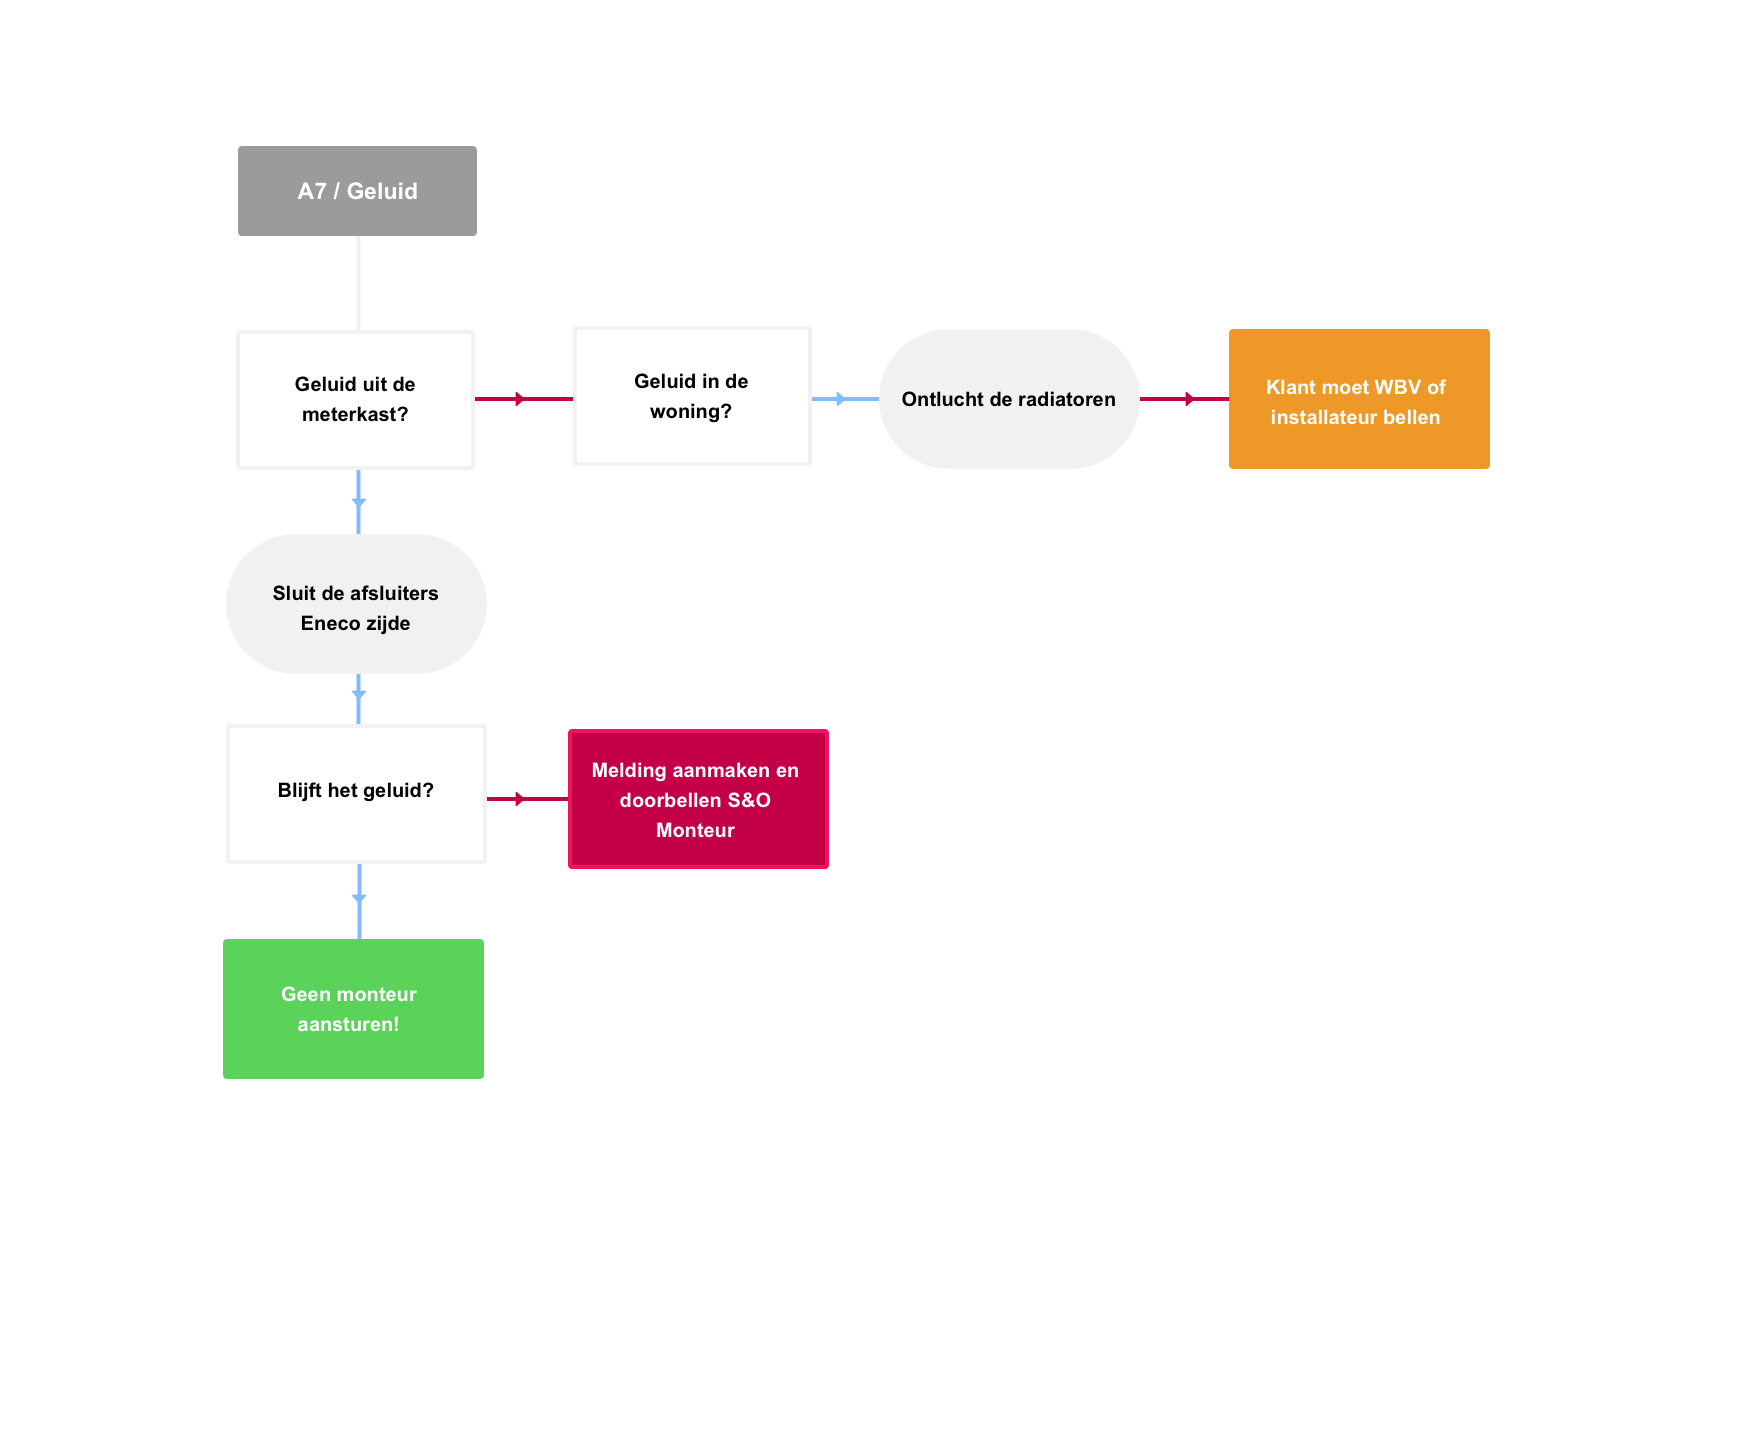 A7 / Geluid
Geluid uit de
meterkast?
Geluid in de
woning?
Ontlucht de radiatoren
Klant moet WBV of
installateur bellen
Sluit de afsluiters
Eneco zijde
Blijft het geluid?
Melding aanmaken en
doorbellen S&O
Monteur
Geen monteur
aansturen!